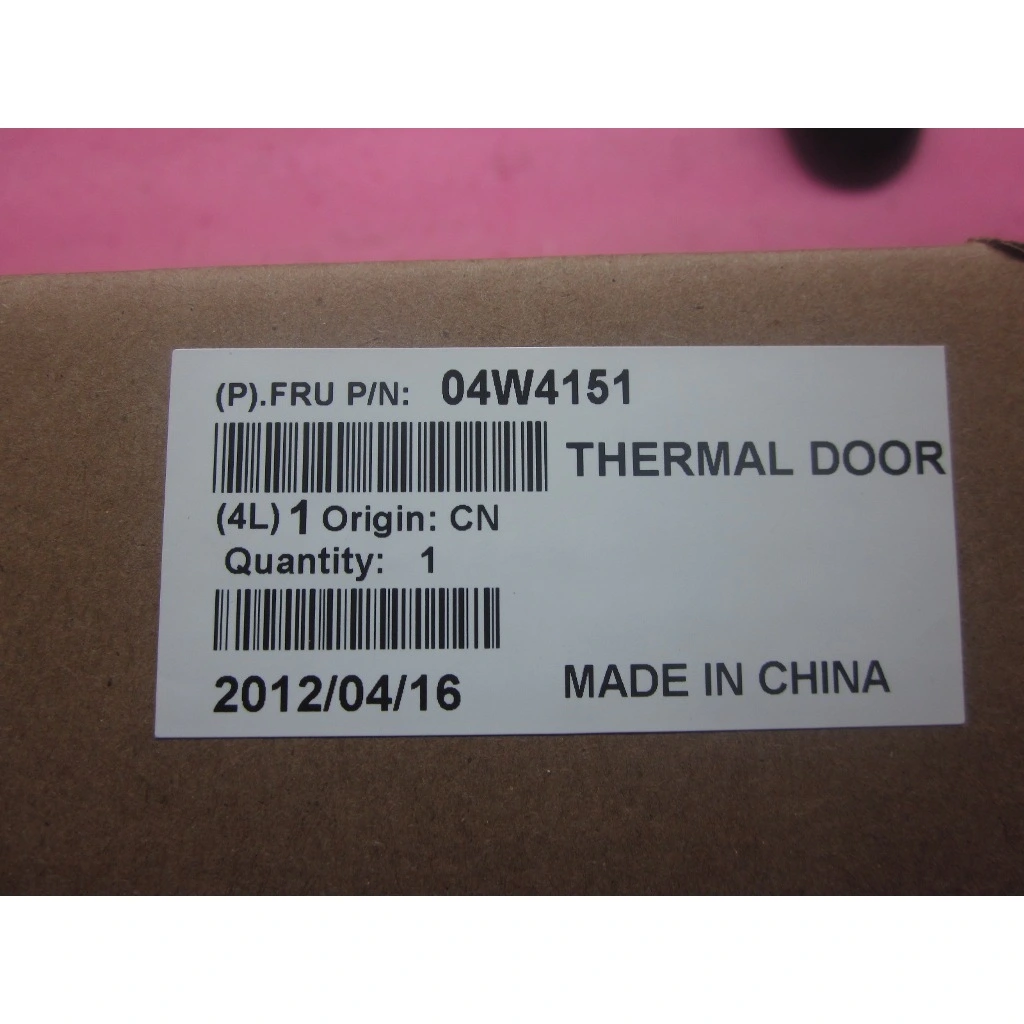 (P).FRU P/N: 04W4151
THERMAL DOOR
(4L) 1 Origin: CN
Quantity: 1
2012/04/16
MADE IN CHINA